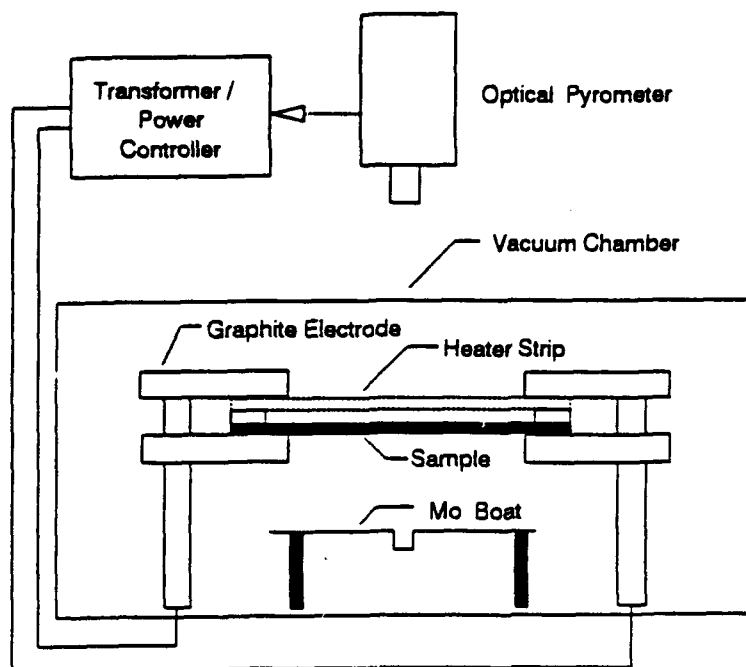 Transformer /
Power
Controller
Optical Pyrometer
Vacuum Chamber
Graphite Electrode
Heater Strip
Sample
Mo Boat